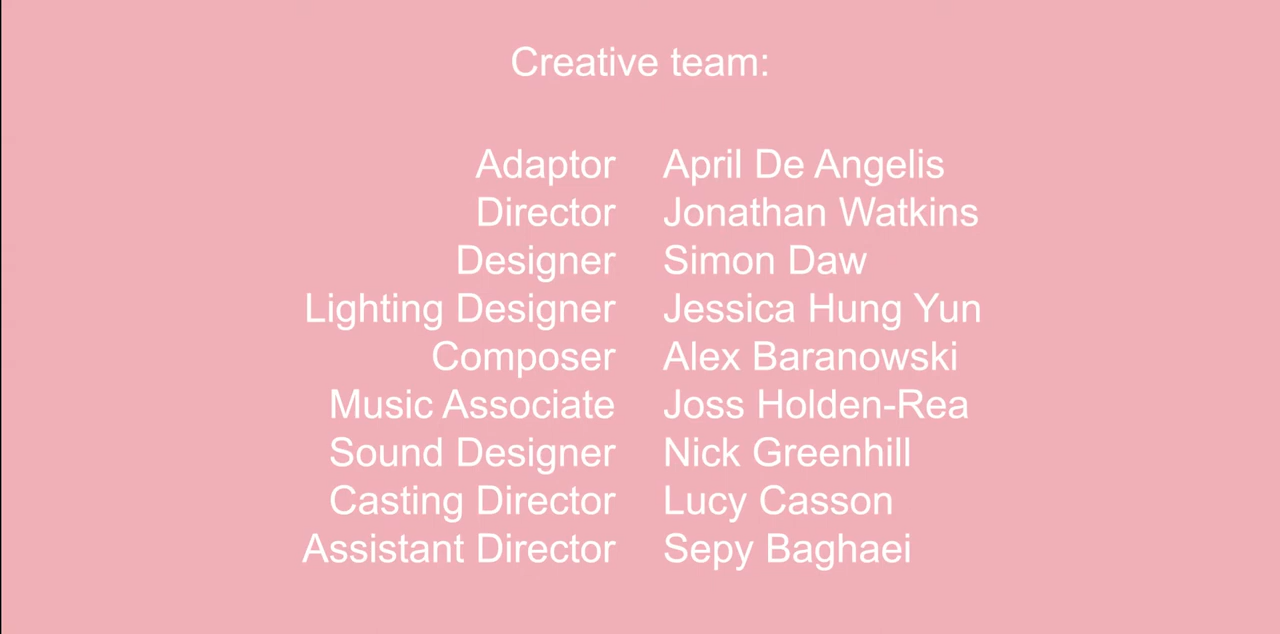 Creative team:
Adaptor April De Angelis
Director Jonathan Watkins
Designer Simon Daw
Lighting Designer Jessica Hung Yun
Composer Alex Baranowski
Music Associate Joss Holden-Rea
Sound Designer Nick Greenhill
Casting Director Lucy Casson
Assistant Director Sepy Baghaei